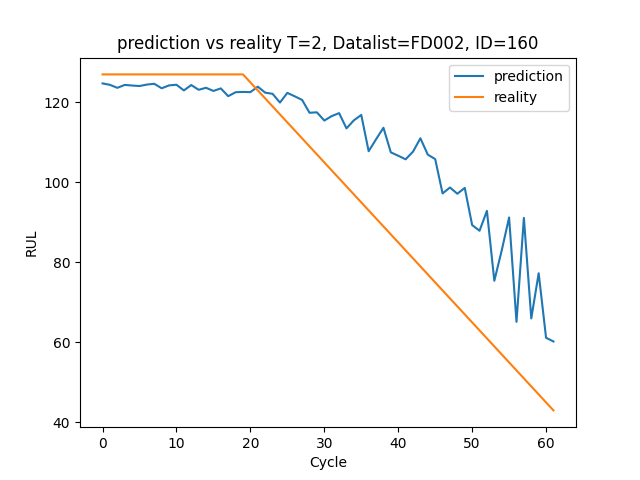 prediction vs reality T=2, Datalist=FD002, ID=160
prediction
reality
RUL
120
100
80
60
40
0 10 20 30 40 50 60
Cycle